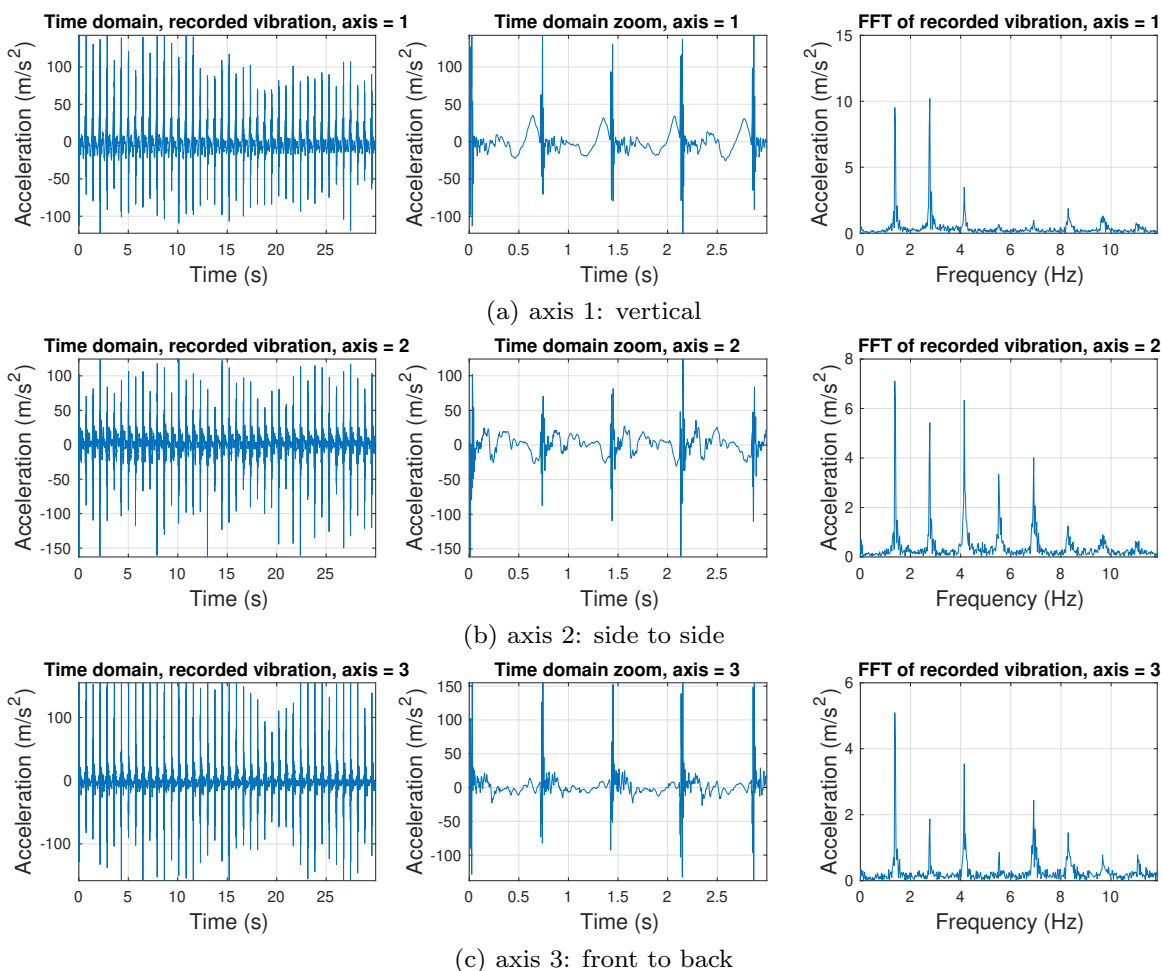 Time domain, recorded vibration, axis = 1
Acceleration (m/s²)
100
50
0
-50
-100
0 5 10 15 20 25
Time (s)
Time domain zoom, axis = 1
Acceleration (m/s²)
100
50
0
-50
-100
0 0.5 1 1.5 2 2.5
Time (s)
FFT of recorded vibration, axis = 1
Acceleration (m/s²)
15
10
5
0
0 2 4 6 8 10
Frequency (Hz)
(a) axis 1: vertical
Time domain, recorded vibration, axis = 2
Acceleration (m/s²)
100
50
0
-50
-100
-150
0 5 10 15 20 25
Time (s)
Time domain zoom, axis = 2
Acceleration (m/s²)
100
50
0
-50
-100
-150
0 0.5 1 1.5 2 2.5
Time (s)
FFT of recorded vibration, axis = 2
Acceleration (m/s²)
8
6
4
2
0
0 2 4 6 8 10
Frequency (Hz)
(b) axis 2: side to side
Time domain, recorded vibration, axis = 3
Acceleration (m/s²)
100
0
-100
0 5 10 15 20 25
Time (s)
Time domain zoom, axis = 3
Acceleration (m/s²)
150
100
50
0
-50
-100
0 0.5 1 1.5 2 2.5
Time (s)
FFT of recorded vibration, axis = 3
Acceleration (m/s²)
6
4
2
0
0 2 4 6 8 10
Frequency (Hz)
(c) axis 3: front to back